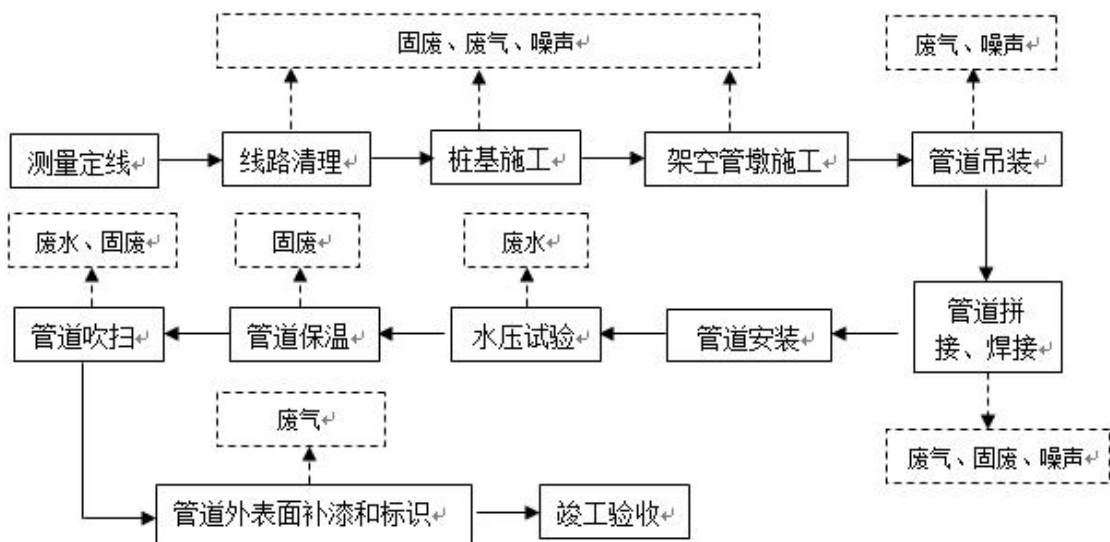 固废、废气、噪声↵
废气、噪声↵
测量定线↵
线路清理↵
桩基施工↵
架空管墩施工↵
管道吊装↵
废水、固废↵
固废↵
废水↵
管道吹扫↵
管道保温↵
水压试验↵
管道安装↵
管道拼
接、焊接↵
废气↵
废气、固废、噪声↵
管道外表面补漆和标识↵
竣工验收↵